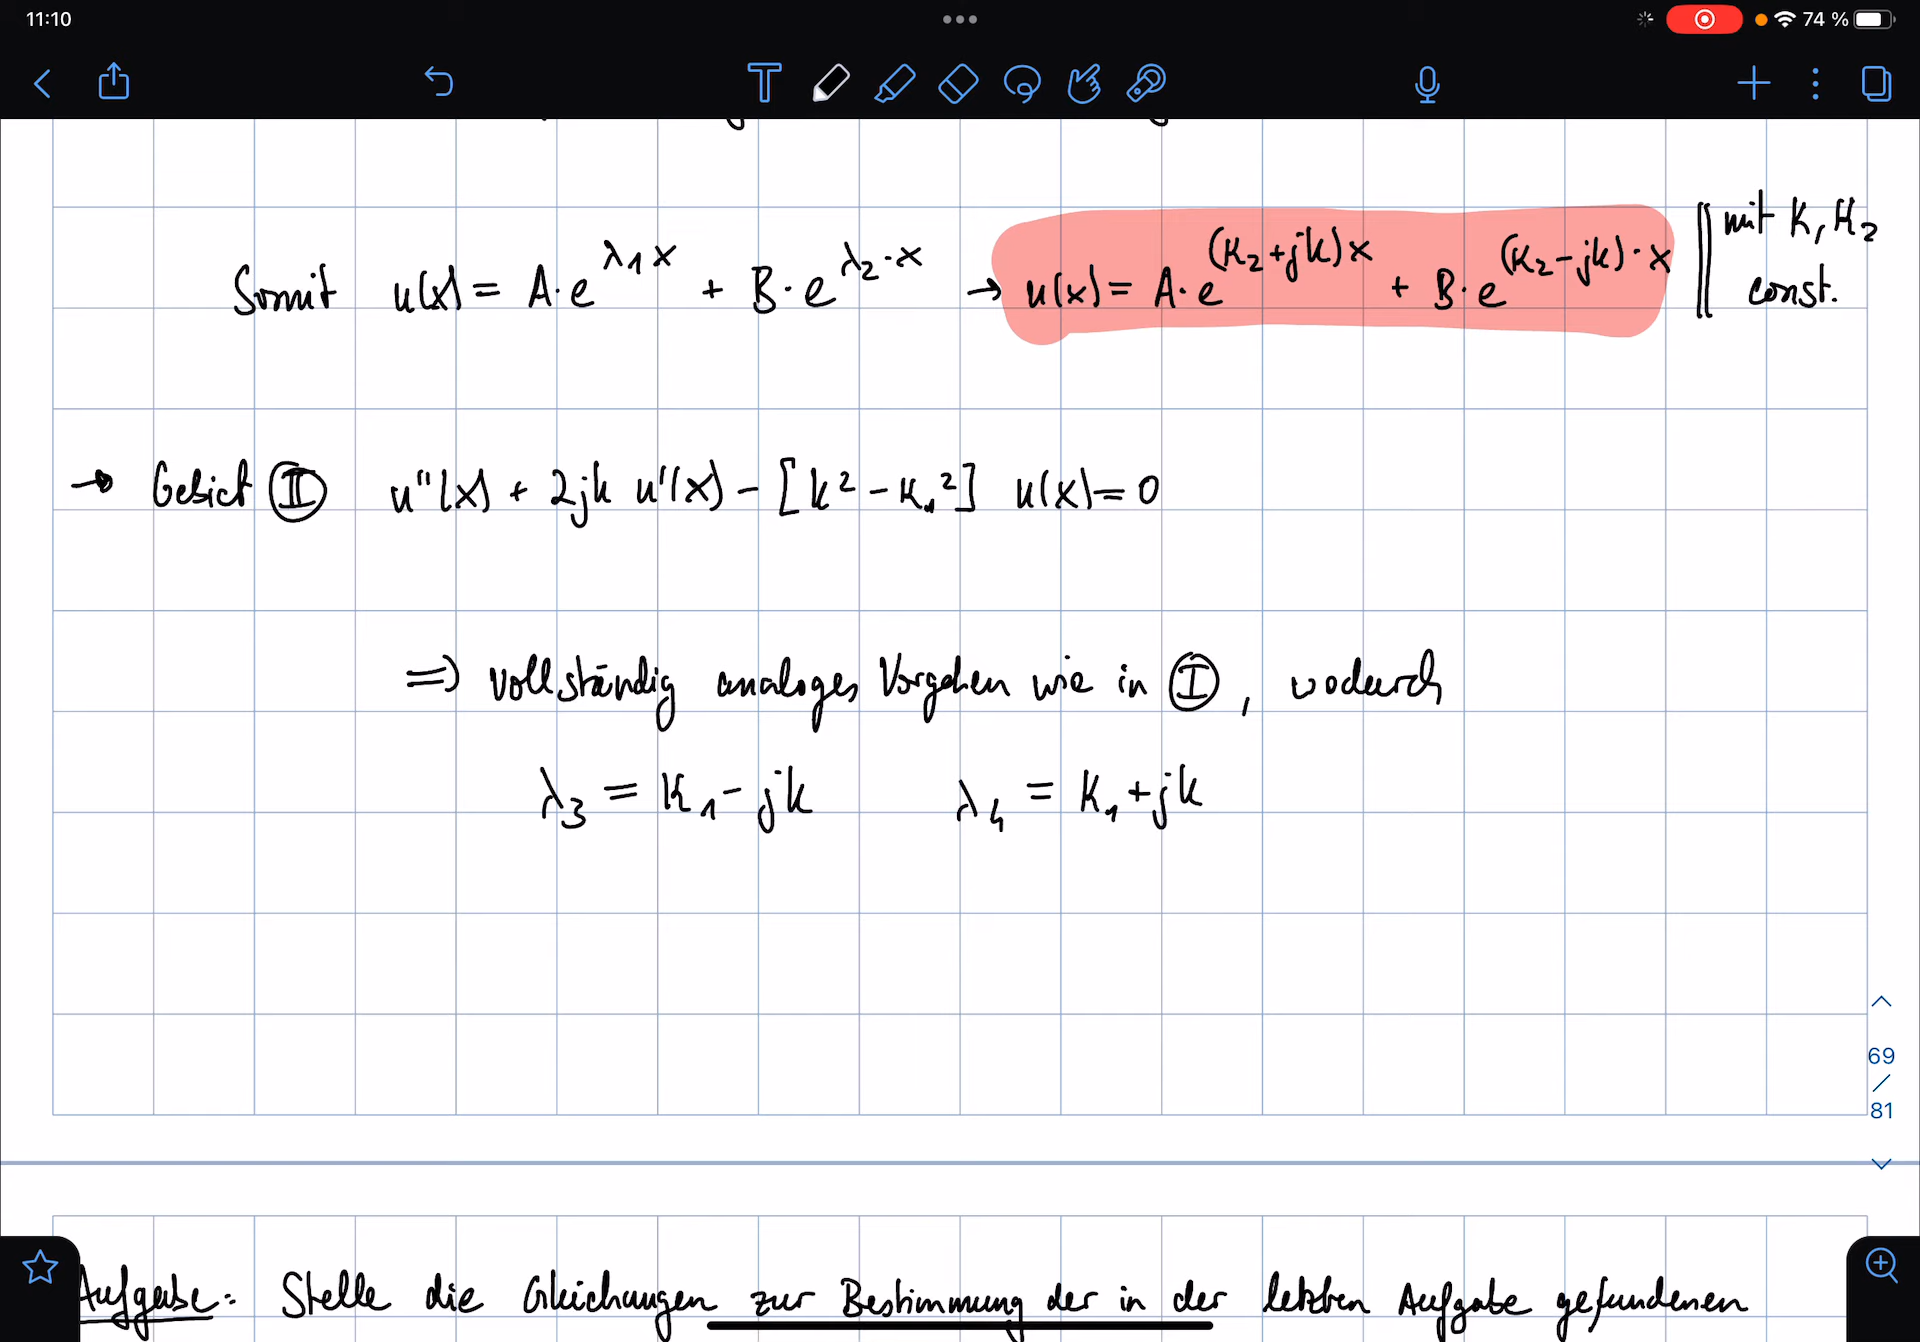 11:10
74 %
Somit u(x) = A·e^{λ₁x} + B·e^{λ₂·x} → u(x) = A·e^{(K₂+jk)x} + B·e^{(K₂-jk)·x} || mit K₁K₂
const.
→ Gebiet Ⅱ u''(x) + 2jk u'(x) - [k² - K₁²] u(x) = 0
⇒ vollständig analoges Vorgehen wie in Ⅰ, wodurch
λ₃ = K₁ - jk λ₄ = K₁ + jk
69
/
81
Aufgabe: Stelle die Gleichungen zur Bestimmung der in der letzten Aufgabe gefundenen